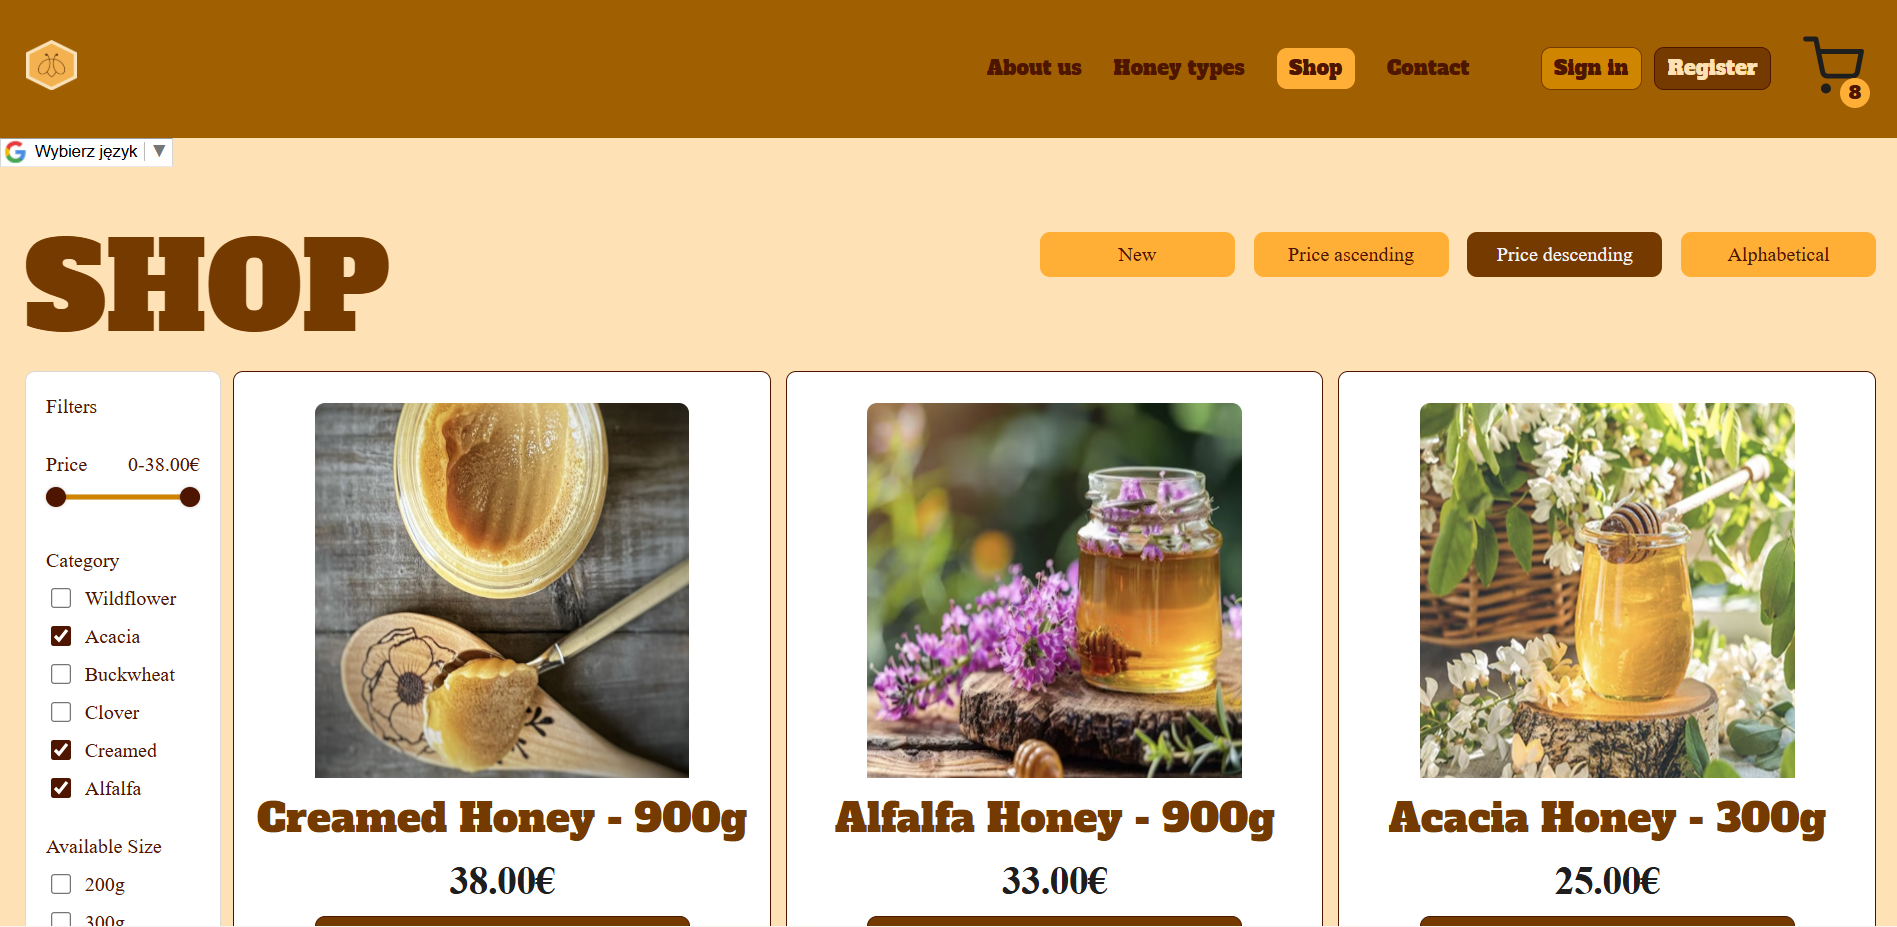 About us
Honey types
Shop
Contact
Sign in
Register
8
Wybierz język ▼
SHOP
New
Price ascending
Price descending
Alphabetical
Filters
Price 0-38.00€
Category
Wildflower
Acacia
Buckwheat
Clover
Creamed
Alfalfa
Available Size
200g
300g
Creamed Honey - 900g
38.00€
Alfalfa Honey - 900g
33.00€
Acacia Honey - 300g
25.00€